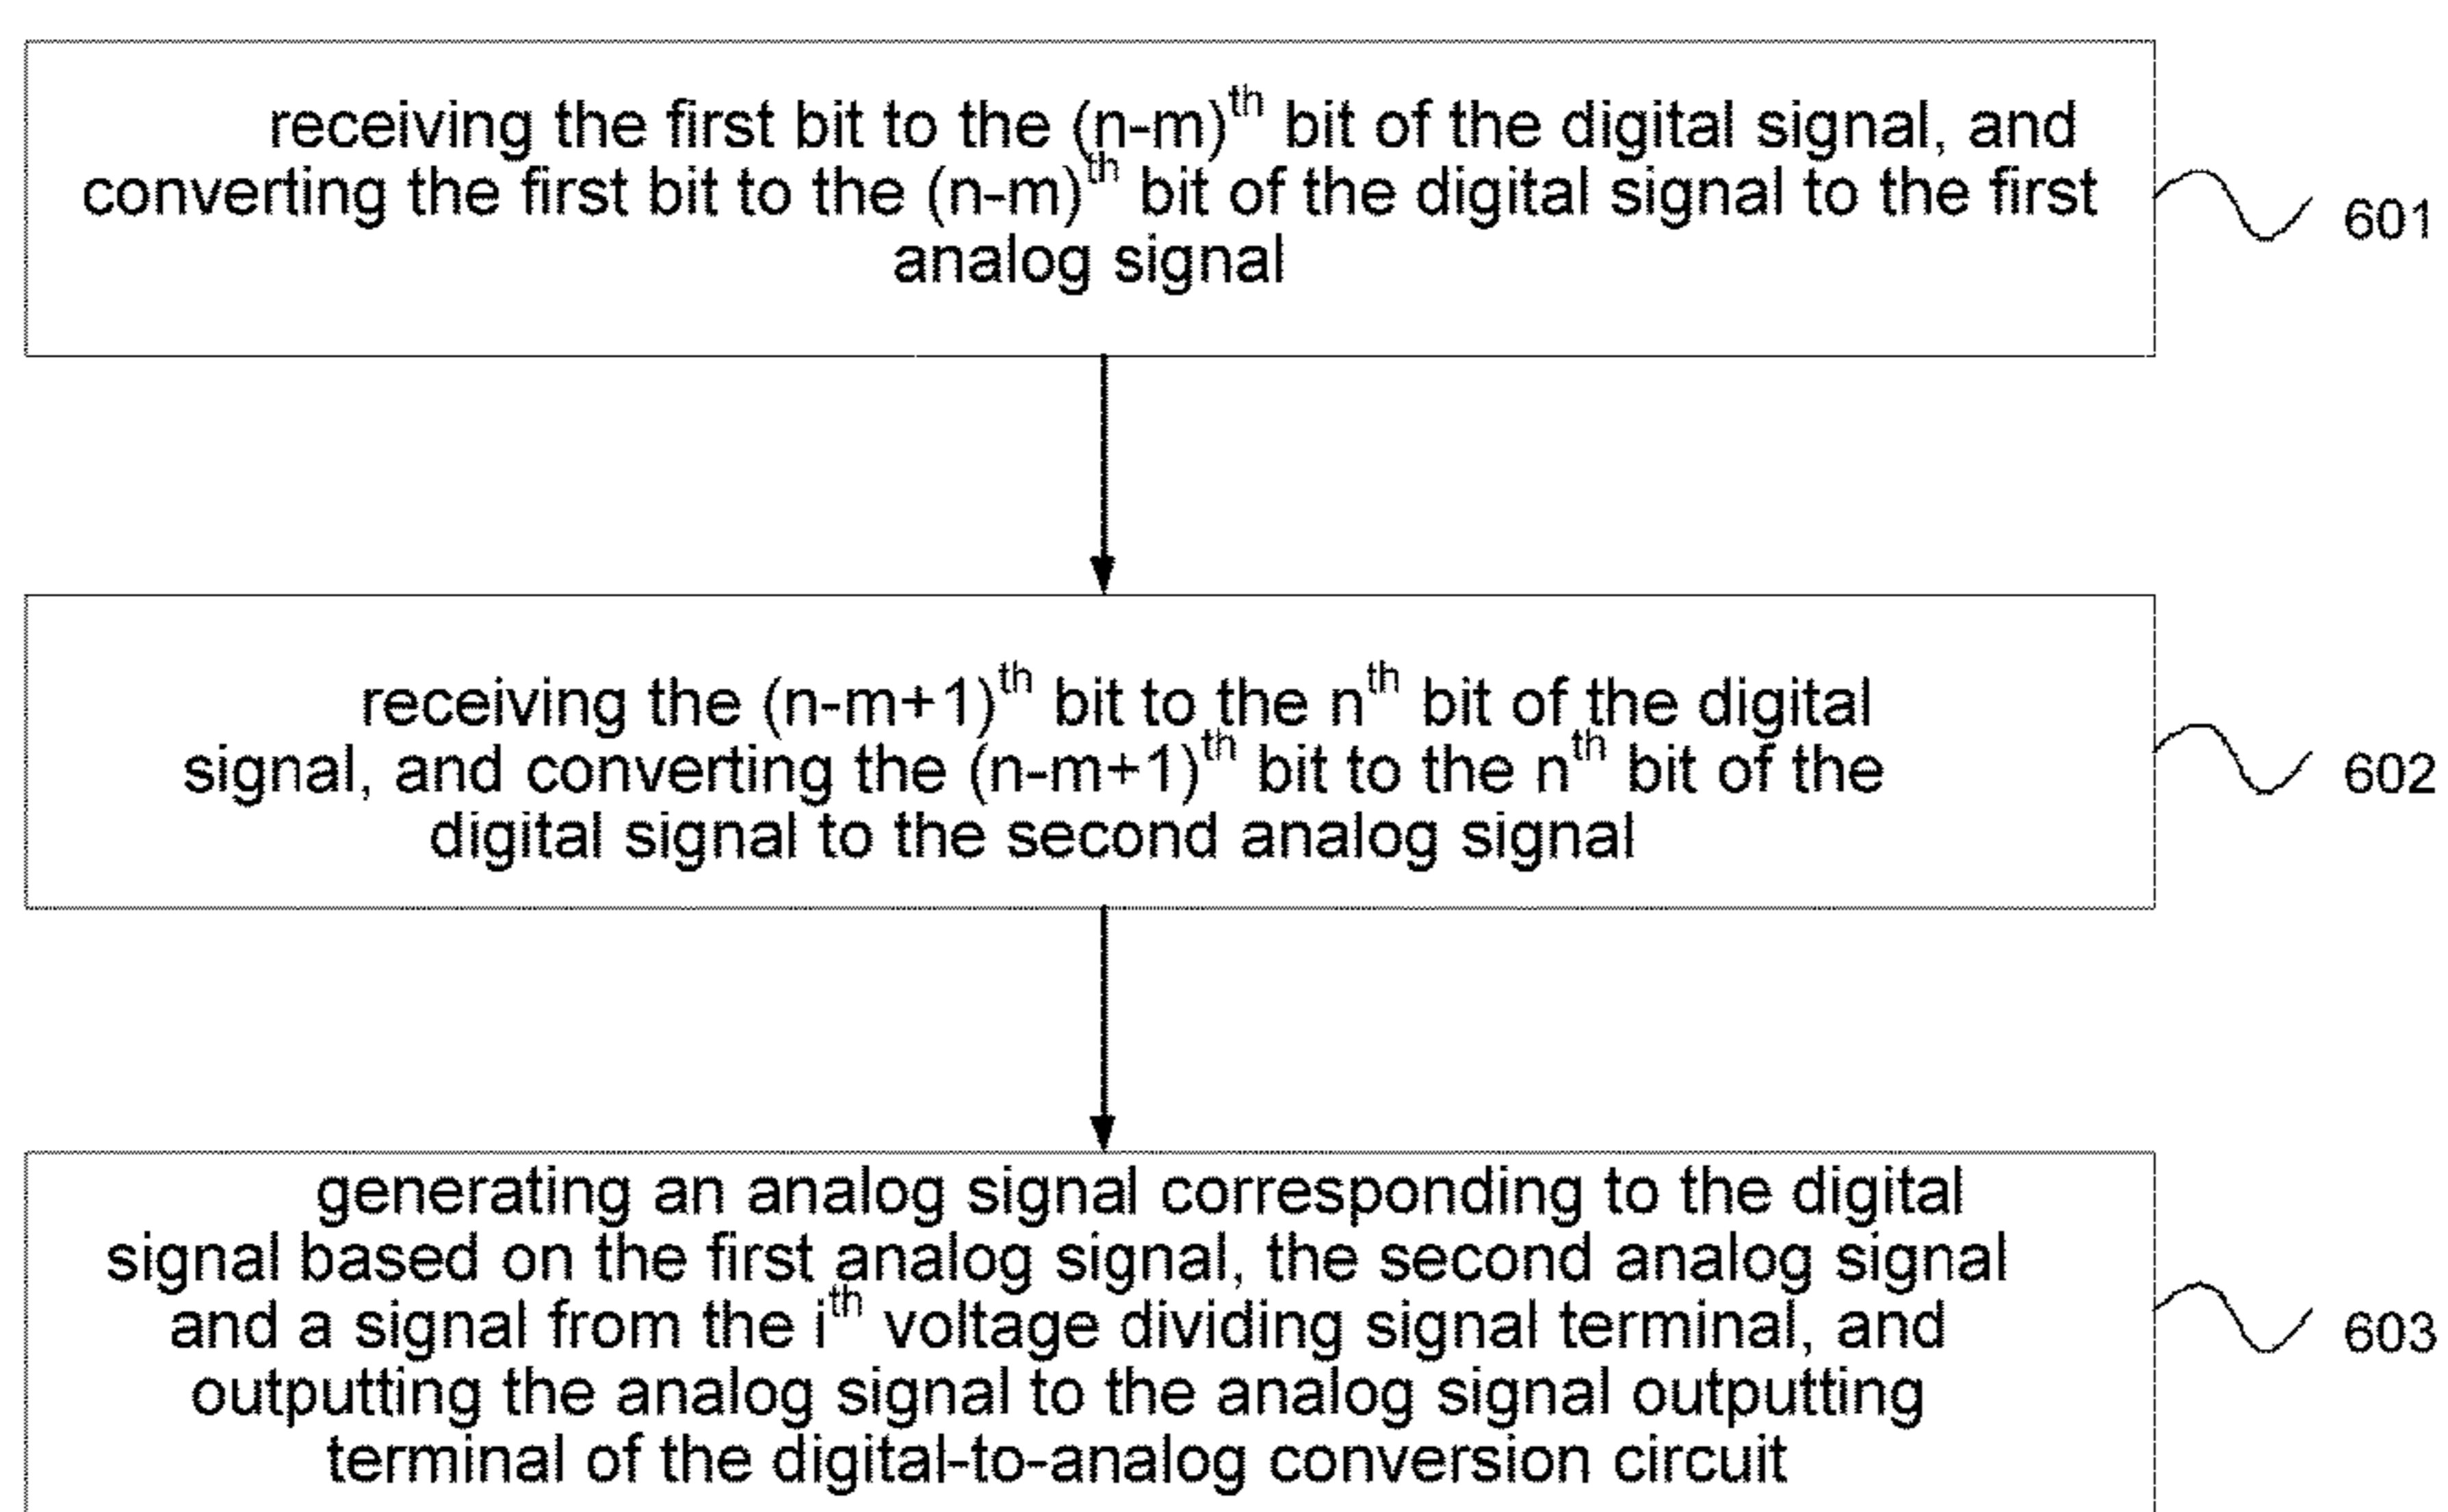 receiving the first bit to the (n-m)th bit of the digital signal, and
converting the first bit to the (n-m)th bit of the digital signal to the first
analog signal
601
receiving the (n-m+1)th bit to the nth bit of the digital
signal, and converting the (n-m+1)th bit to the nth bit of the
digital signal to the second analog signal
602
generating an analog signal corresponding to the digital
signal based on the first analog signal, the second analog signal
and a signal from the ith voltage dividing signal terminal, and
outputting the analog signal to the analog signal outputting
terminal of the digital-to-analog conversion circuit
603